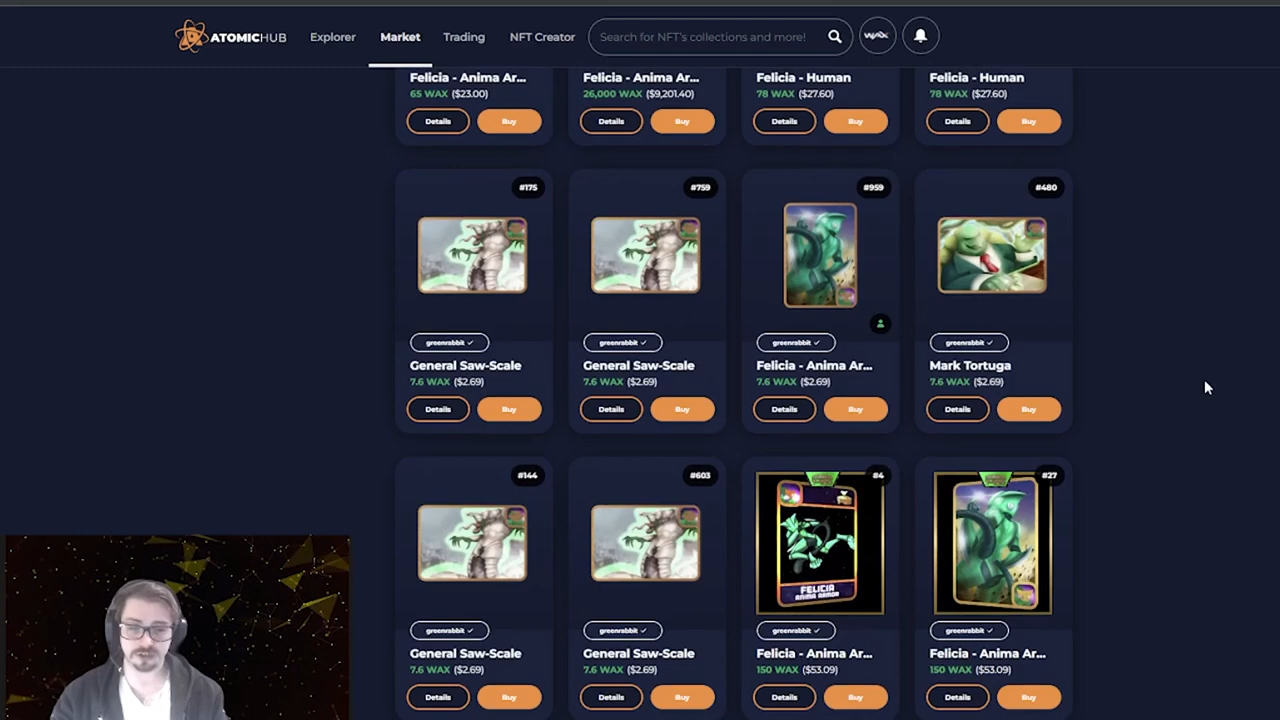 ATOMICHUB Explorer Market Trading NFT Creator Search for NFT's collections and more! WAX
Felicia - Anima Ar... Felicia - Anima Ar... Felicia - Human Felicia - Human
65 WAX ($23.00) 26,000 WAX ($9,201.40) 78 WAX ($27.60) 78 WAX ($27.60)
Details Buy Details Buy Details Buy Details Buy
#175 #759 #959 #480
greenrabbit greenrabbit greenrabbit greenrabbit
General Saw-Scale General Saw-Scale Felicia - Anima Ar... Mark Tortuga
7.6 WAX ($2.69) 7.6 WAX ($2.69) 7.6 WAX ($2.69) 7.6 WAX ($2.69)
Details Buy Details Buy Details Buy Details Buy
#144 #603 #4 #27
FELICIA
ANIMA ARMOR
greenrabbit greenrabbit greenrabbit greenrabbit
General Saw-Scale General Saw-Scale Felicia - Anima Ar... Felicia - Anima Ar...
7.6 WAX ($2.69) 7.6 WAX ($2.69) 150 WAX ($53.09) 150 WAX ($53.09)
Details Buy Details Buy Details Buy Details Buy